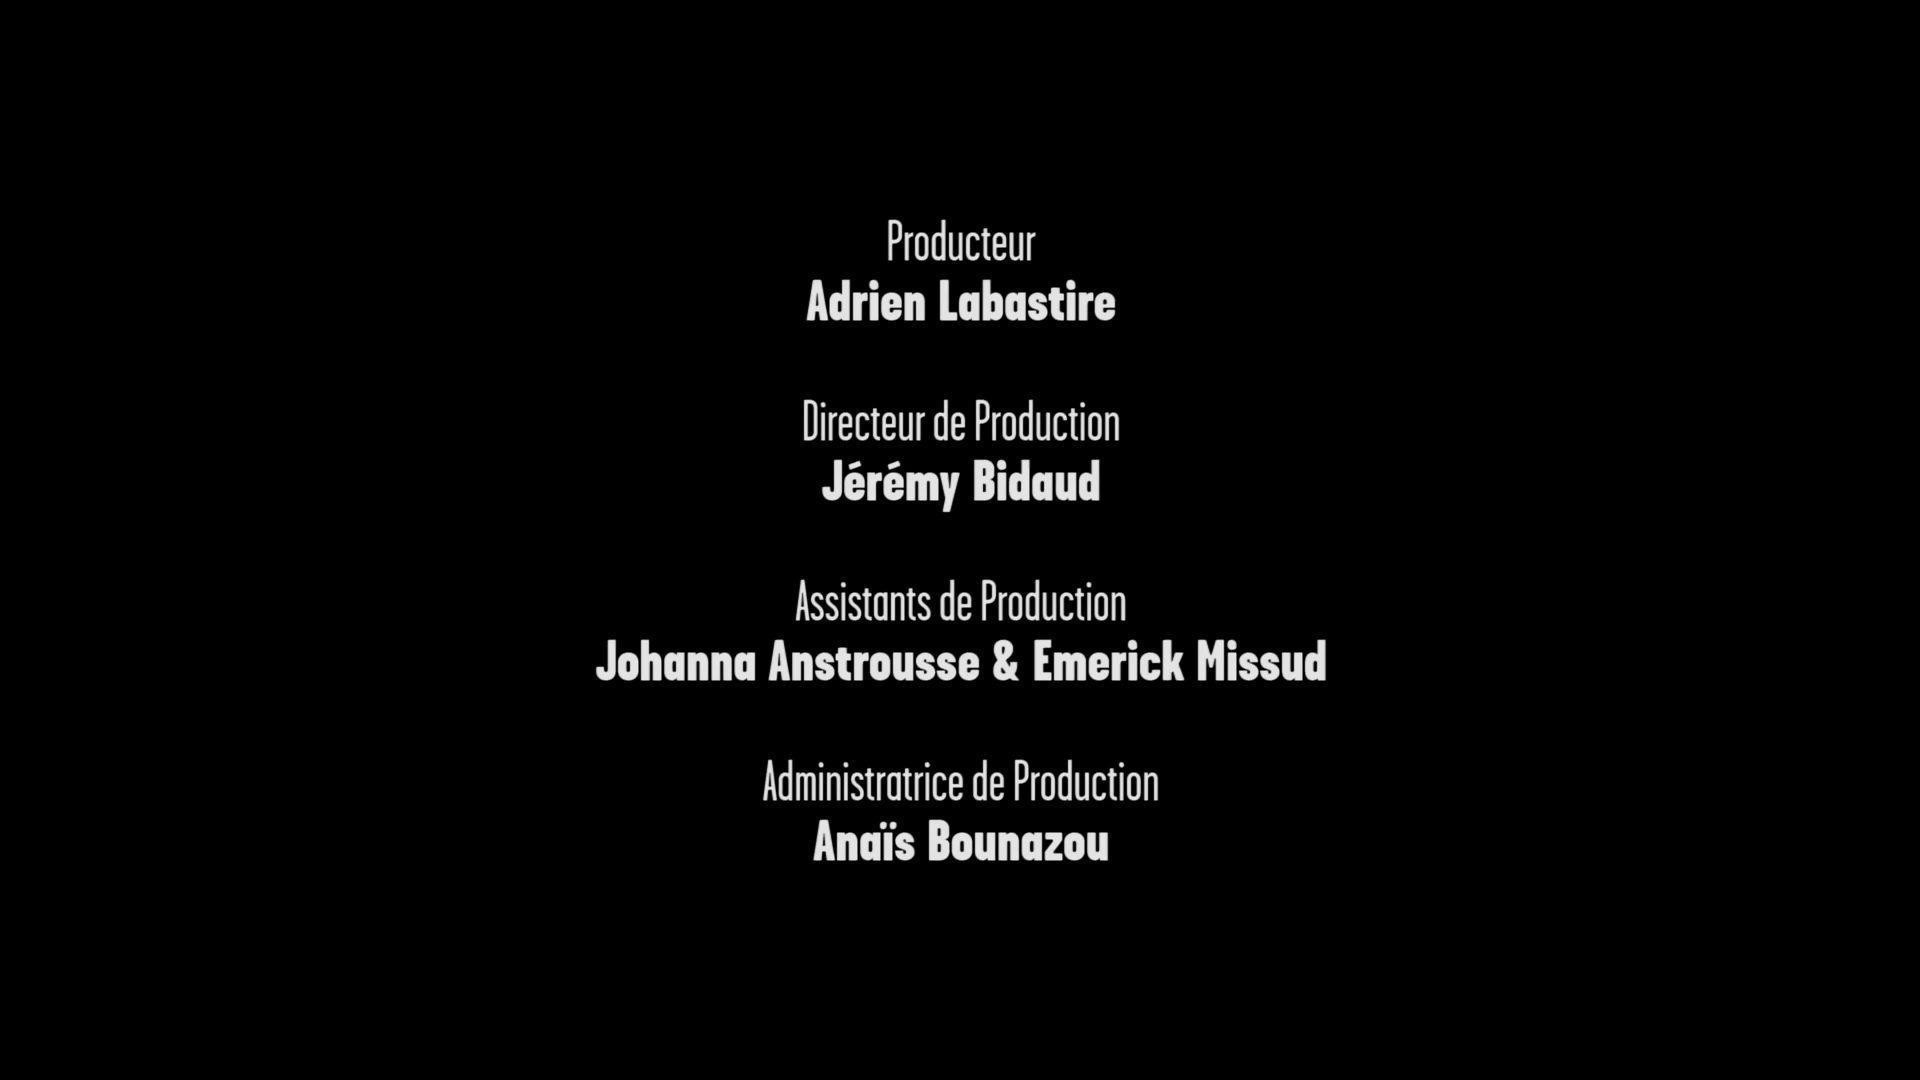 Producteur
Adrien Labastire
Directeur de Production
Jérémy Bidaud
Assistants de Production
Johanna Anstrousse & Emerick Missud
Administratrice de Production
Anaïs Bounazou